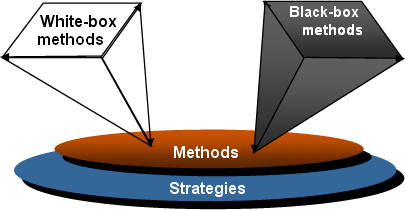 White-box
methods
Black-box
methods
Methods
Strategies